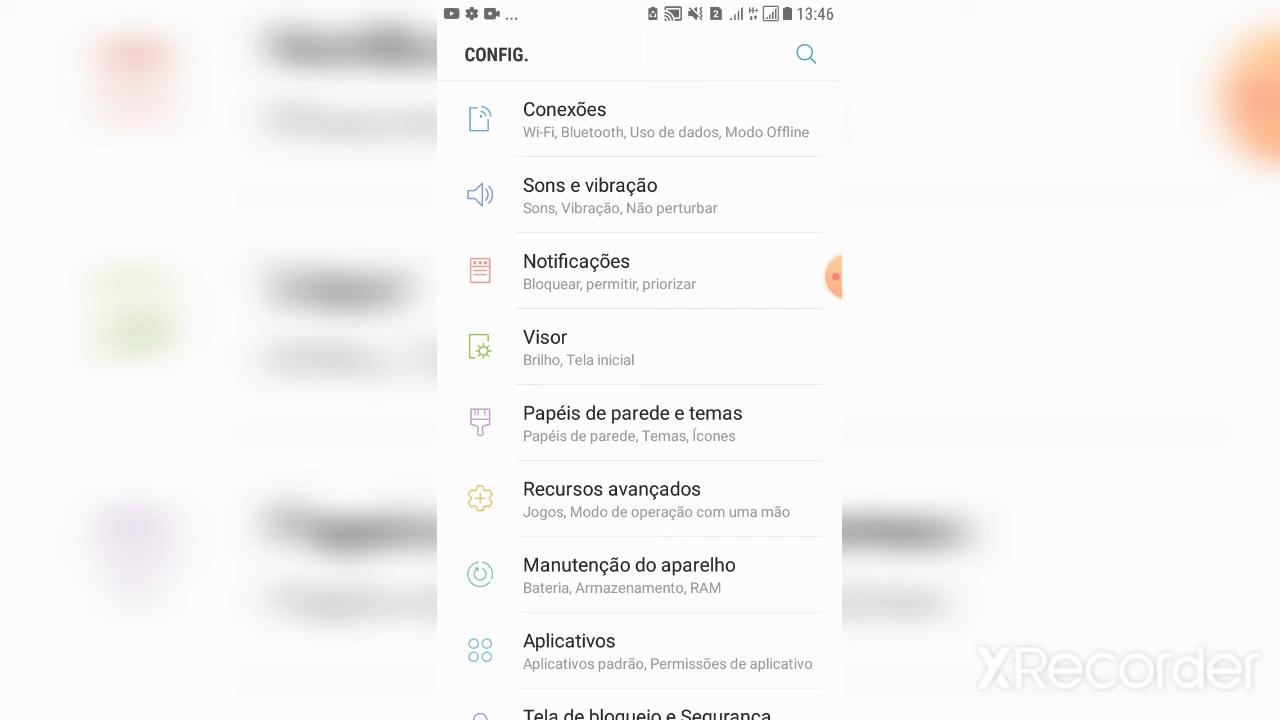 ... 2 H+ 13:46
CONFIG.
Conexões
Wi-Fi, Bluetooth, Uso de dados, Modo Offline
Sons e vibração
Sons, Vibração, Não perturbar
Notificações
Bloquear, permitir, priorizar
Visor
Brilho, Tela inicial
Papéis de parede e temas
Papéis de parede, Temas, Ícones
Recursos avançados
Jogos, Modo de operação com uma mão
Manutenção do aparelho
Bateria, Armazenamento, RAM
Aplicativos
Aplicativos padrão, Permissões de aplicativo
Tela de bloqueio e Segurança
XRecorder